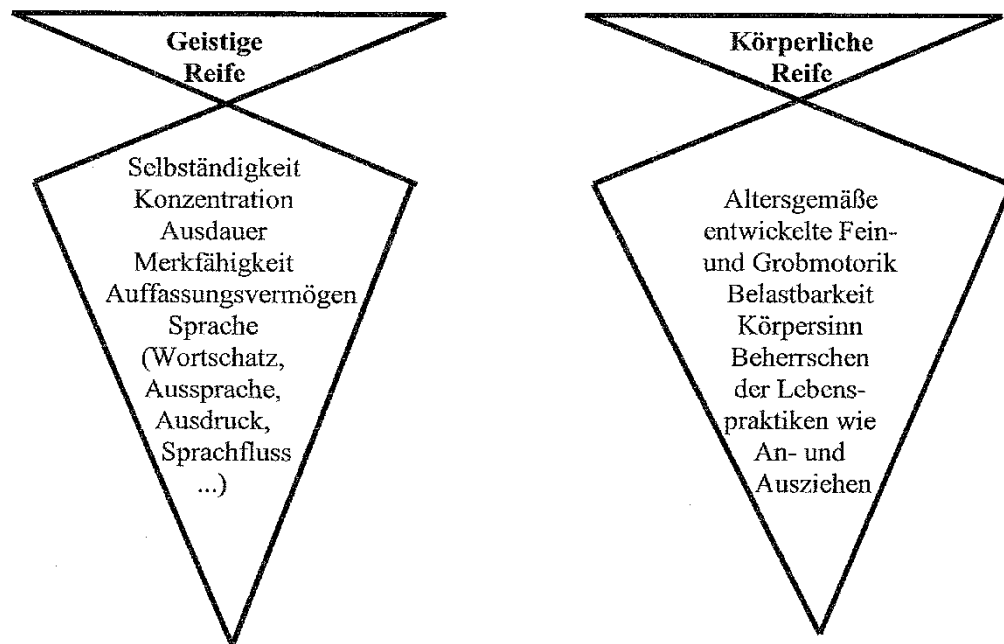 Geistige
Reife
Selbständigkeit
Konzentration
Ausdauer
Merkfähigkeit
Auffassungsvermögen
Sprache
(Wortschatz,
Aussprache,
Ausdruck,
Sprachfluss
...)
Körperliche
Reife
Altersgemäße
entwickelte Fein-
und Grobmotorik
Belastbarkeit
Körpersinn
Beherrschen
der Lebens-
praktiken wie
An- und
Ausziehen